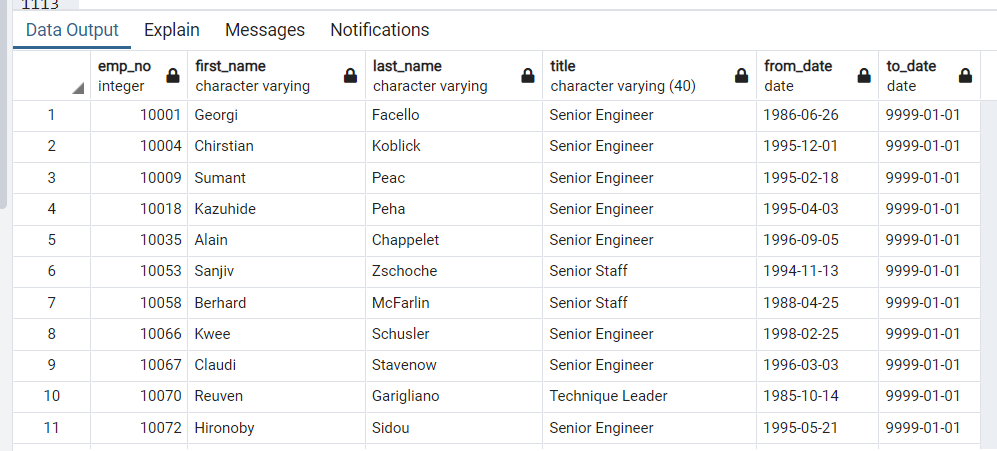 1113
Data Output Explain Messages Notifications
emp_no first_name last_name title from_date to_date
integer character varying character varying character varying (40) date date
1 10001 Georgi Facello Senior Engineer 1986-06-26 9999-01-01
2 10004 Chirstian Koblick Senior Engineer 1995-12-01 9999-01-01
3 10009 Sumant Peac Senior Engineer 1995-02-18 9999-01-01
4 10018 Kazuhide Peha Senior Engineer 1995-04-03 9999-01-01
5 10035 Alain Chappelet Senior Engineer 1996-09-05 9999-01-01
6 10053 Sanjiv Zschoche Senior Staff 1994-11-13 9999-01-01
7 10058 Berhard McFarlin Senior Staff 1988-04-25 9999-01-01
8 10066 Kwee Schusler Senior Engineer 1998-02-25 9999-01-01
9 10067 Claudi Stavenow Senior Engineer 1996-03-03 9999-01-01
10 10070 Reuven Garigliano Technique Leader 1985-10-14 9999-01-01
11 10072 Hironoby Sidou Senior Engineer 1995-05-21 9999-01-01